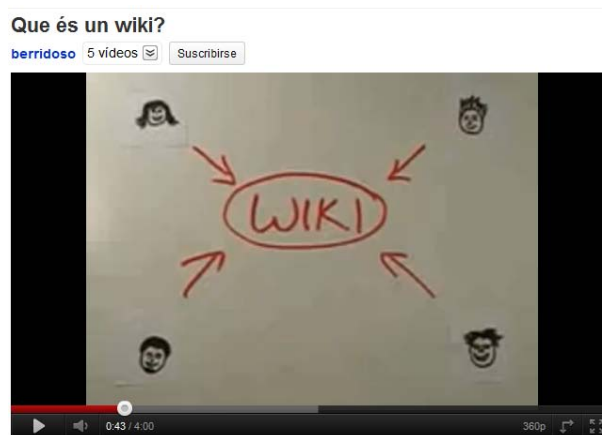 Que és un wiki?
berridoso 5 vídeos Suscribirse
WIKI
0:43 / 4:00 360p